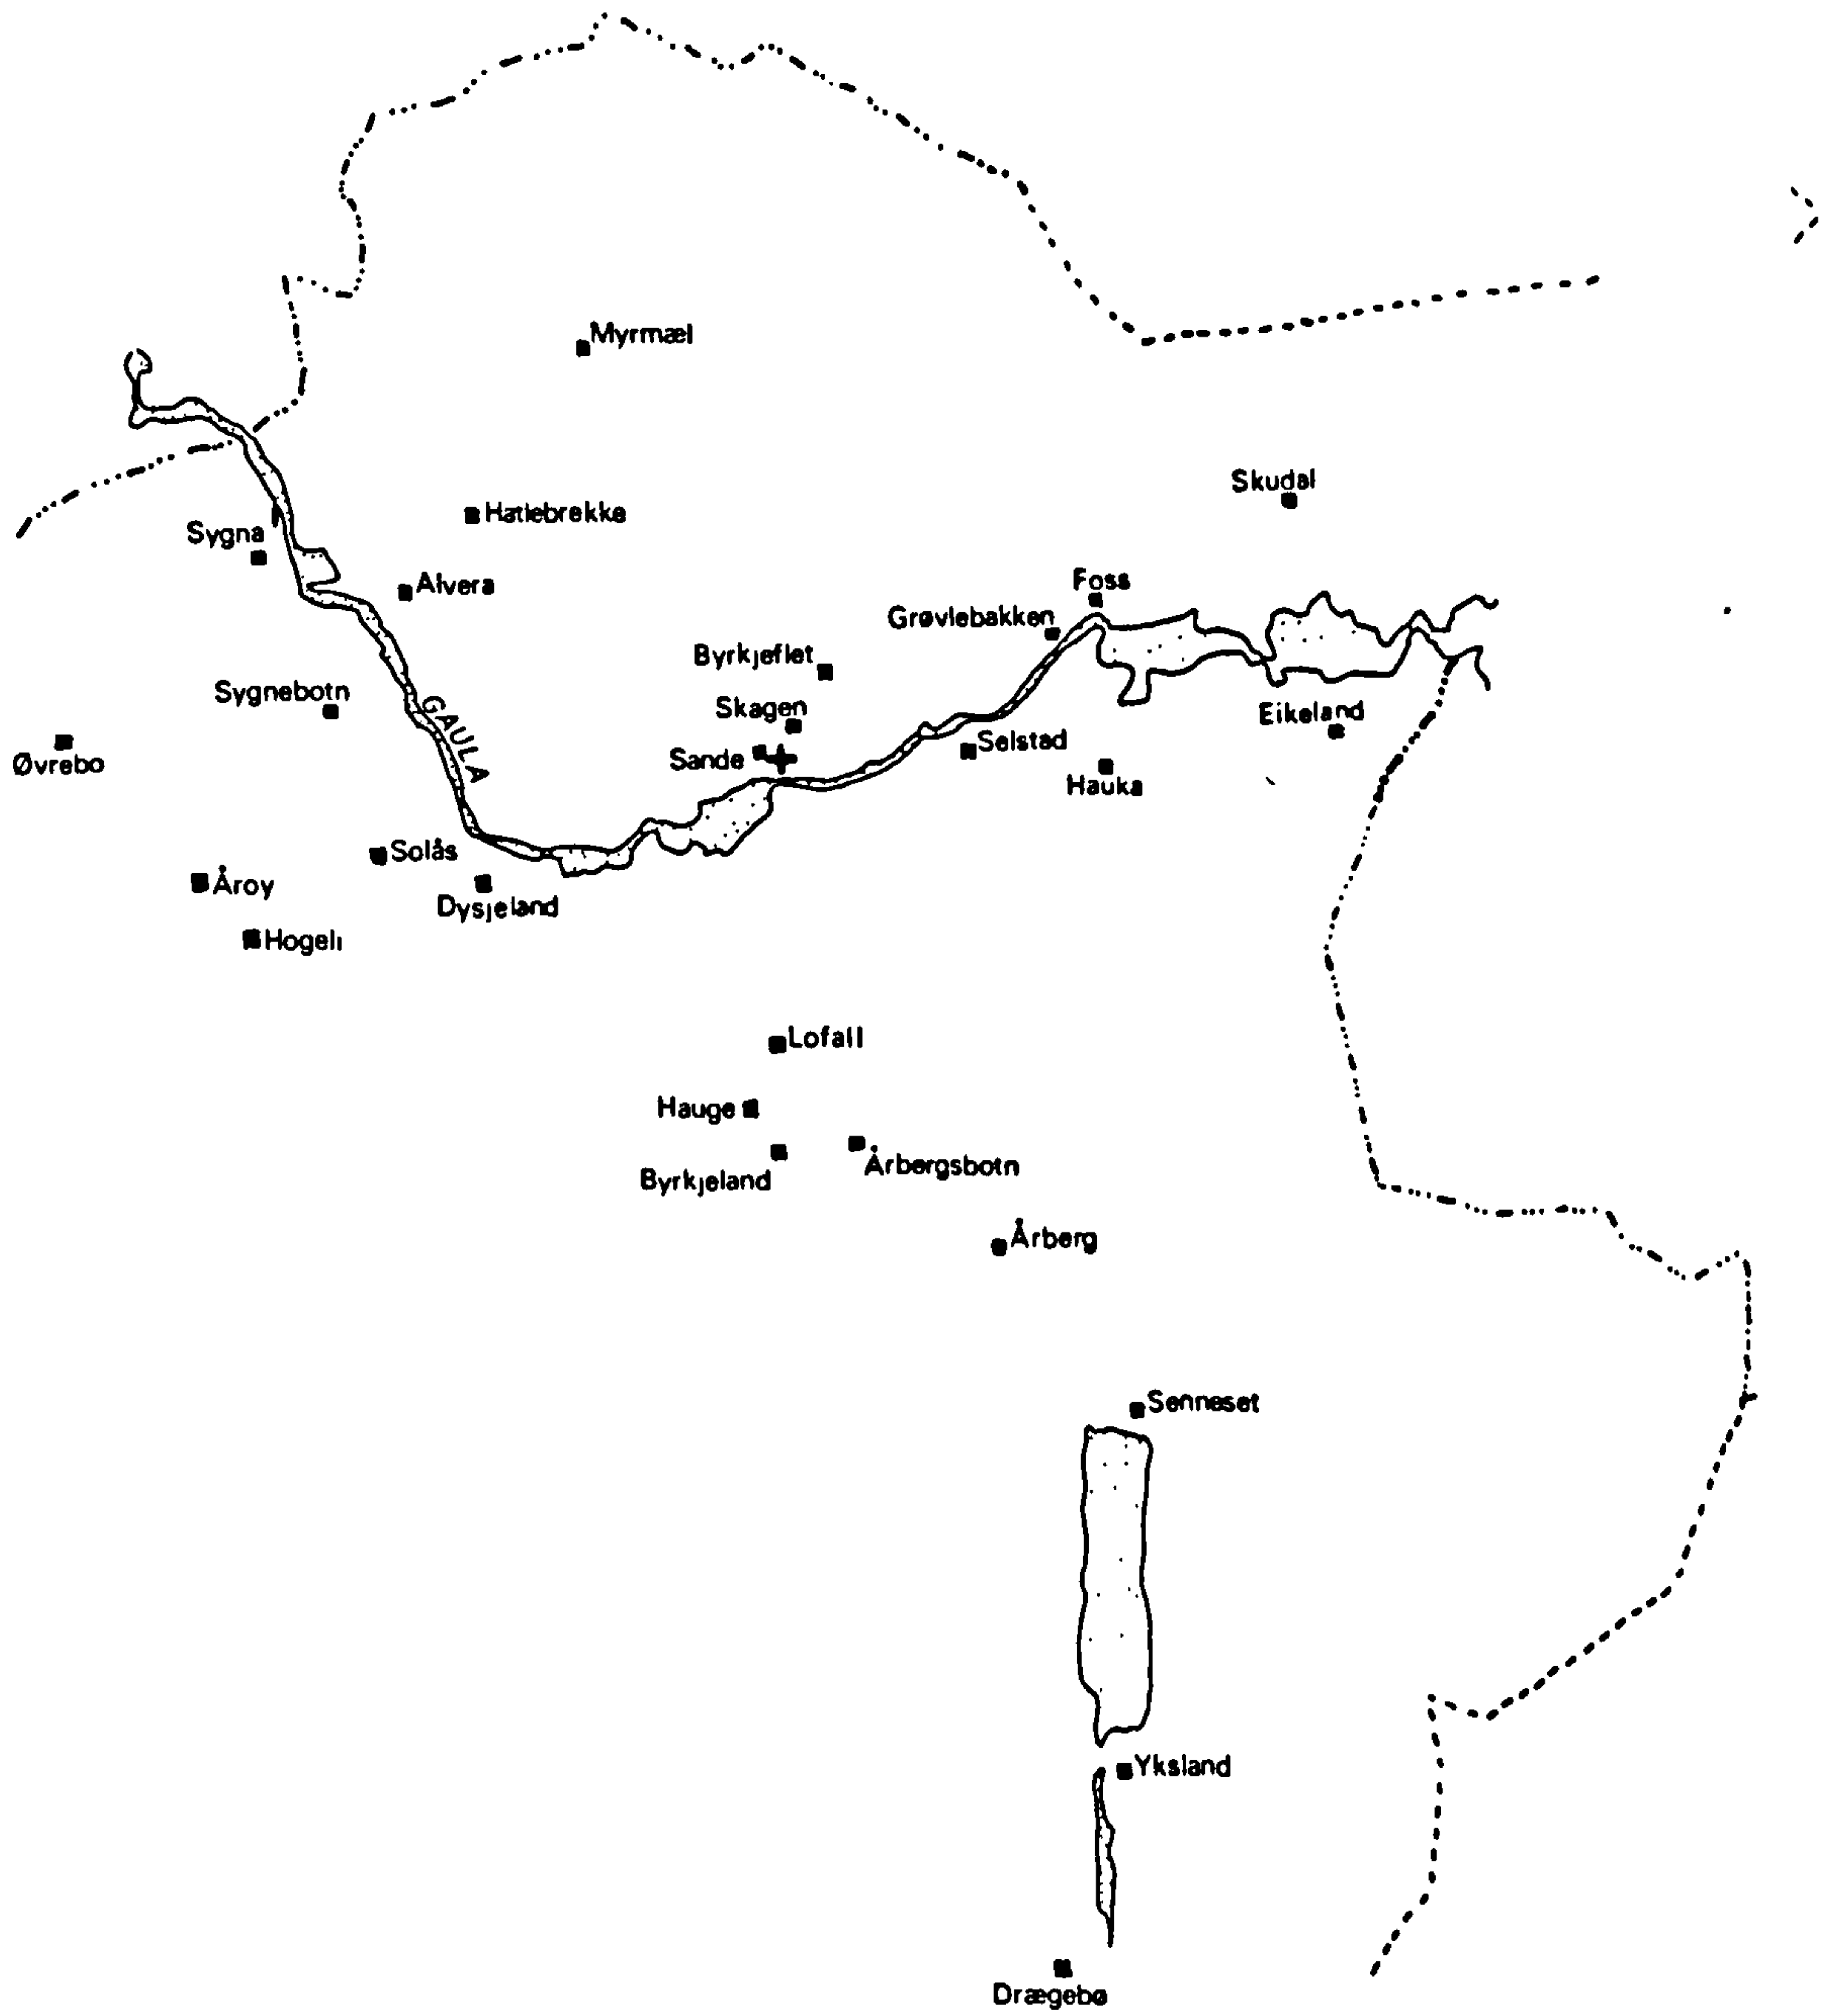 Myrmæl
Skudal
Hatlebrekke
Sygna
Alvera
Foss
Grøvlebakken
Byrkjeflet
Sygnebotn
GAULA
Skagen
Eikeland
Øvrebo
Sande
Selstad
Hauka
Solås
Åroy
Dysjeland
Hogeli
Lofall
Hauge
Årbergsbotn
Byrkjeland
Årberg
Senneset
Yksland
Drægebø